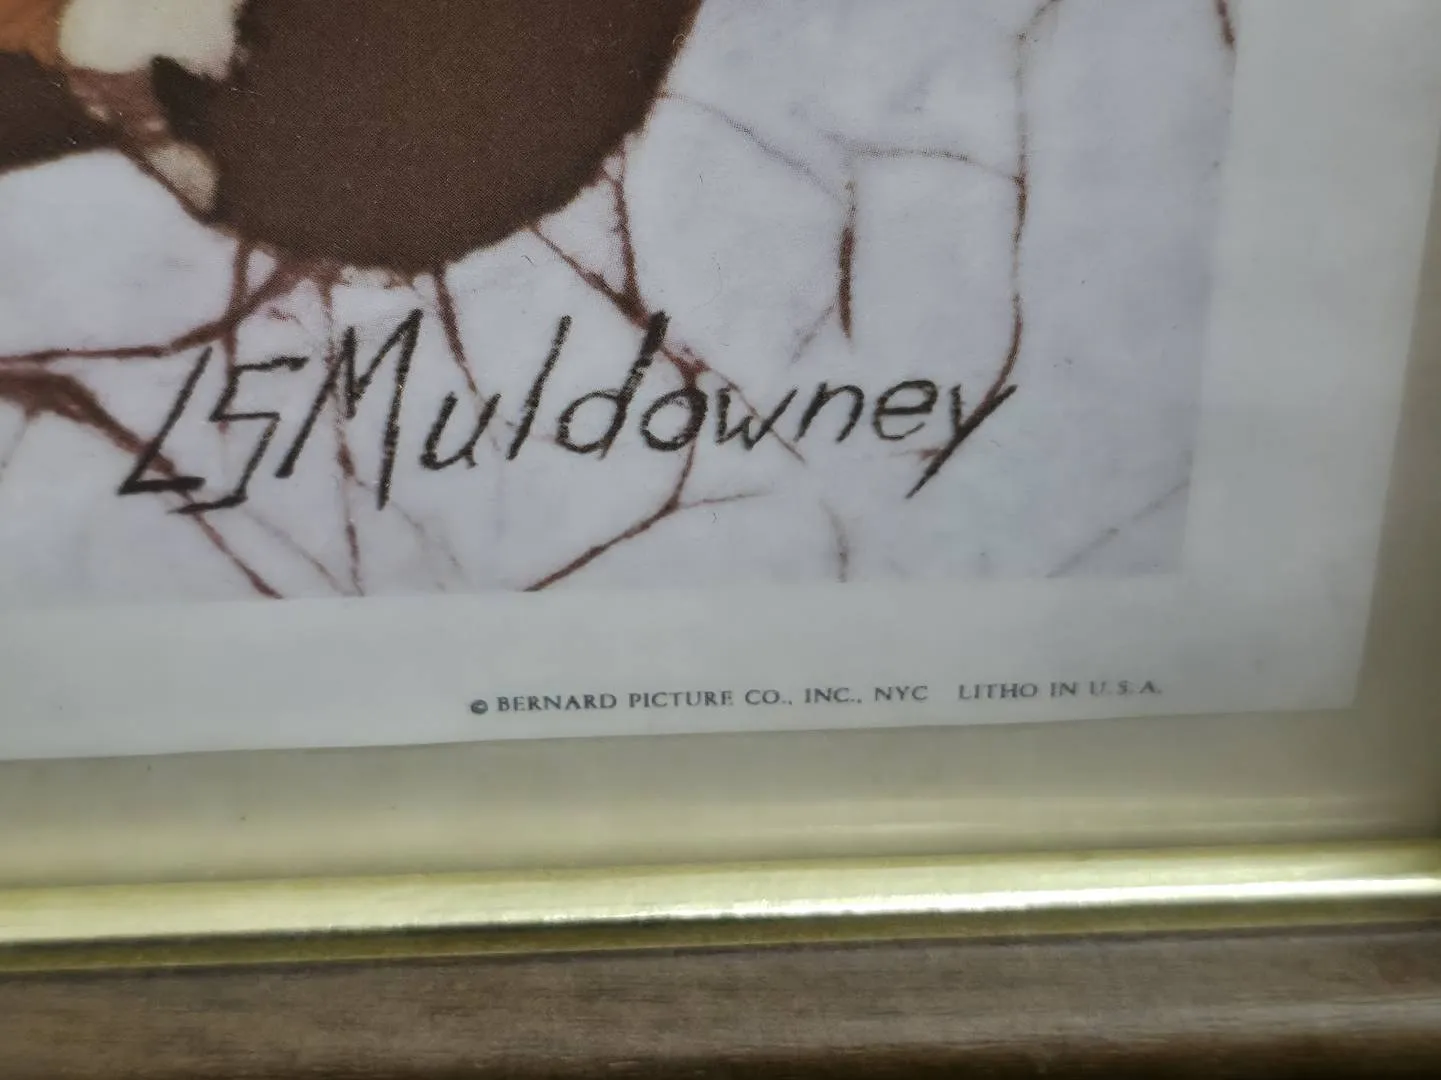 LSMuldowney
© BERNARD PICTURE CO., INC., NYC LITHO IN U.S.A.